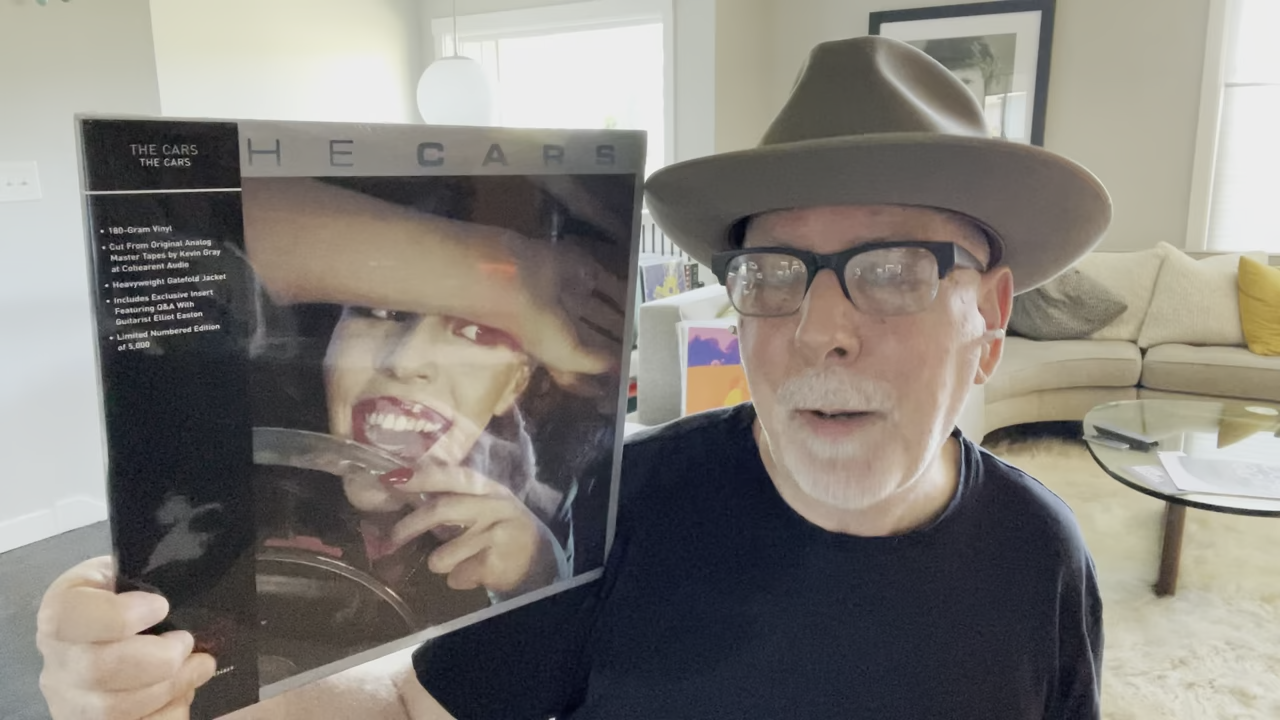 THE CARS
THE CARS
HE CARS
• 180-Gram Vinyl
• Cut From Original Analog
Master Tapes by Kevin Gray
at Cohearent Audio
• Heavyweight Gatefold Jacket
• Includes Exclusive Insert
Featuring Q&A With
Guitarist Elliot Easton
• Limited Numbered Edition
of 5,000